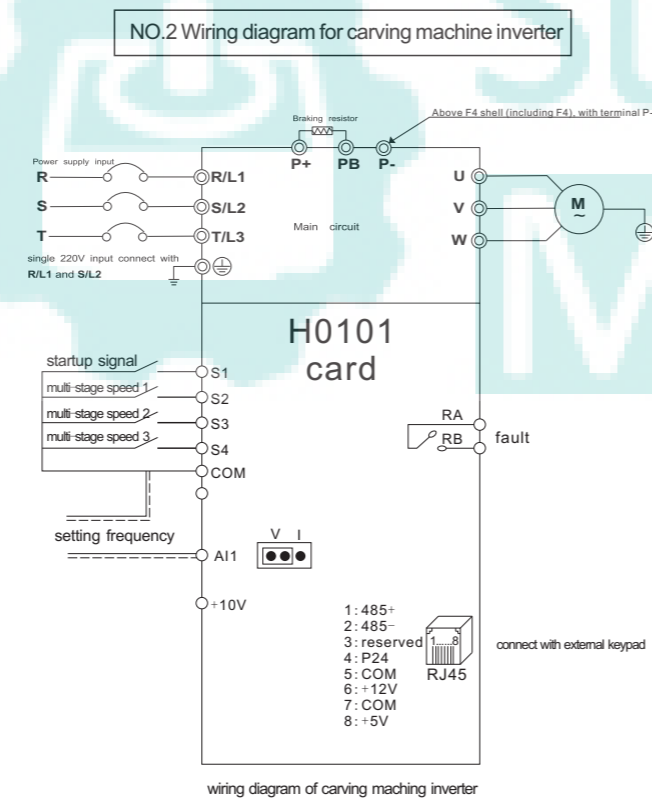 NO.2 Wiring diagram for carving machine inverter
Braking resistor
Above F4 shell (including F4), with terminal P-
P+ PB P-
Power supply input
R R/L1
S S/L2
T T/L3
Main circuit
U
V
W
M
~
single 220V input connect with
R/L1 and S/L2
H0101
card
startup signal S1
multi-stage speed 1 S2
multi-stage speed 2 S3
multi-stage speed 3 S4
COM
RA
RB
fault
setting frequency
V I
AI1
+10V
1: 485+
2: 485-
3: reserved
4: P24
5: COM
6: +12V
7: COM
8: +5V
1.....8
RJ45
connect with external keypad
wiring diagram of carving maching inverter